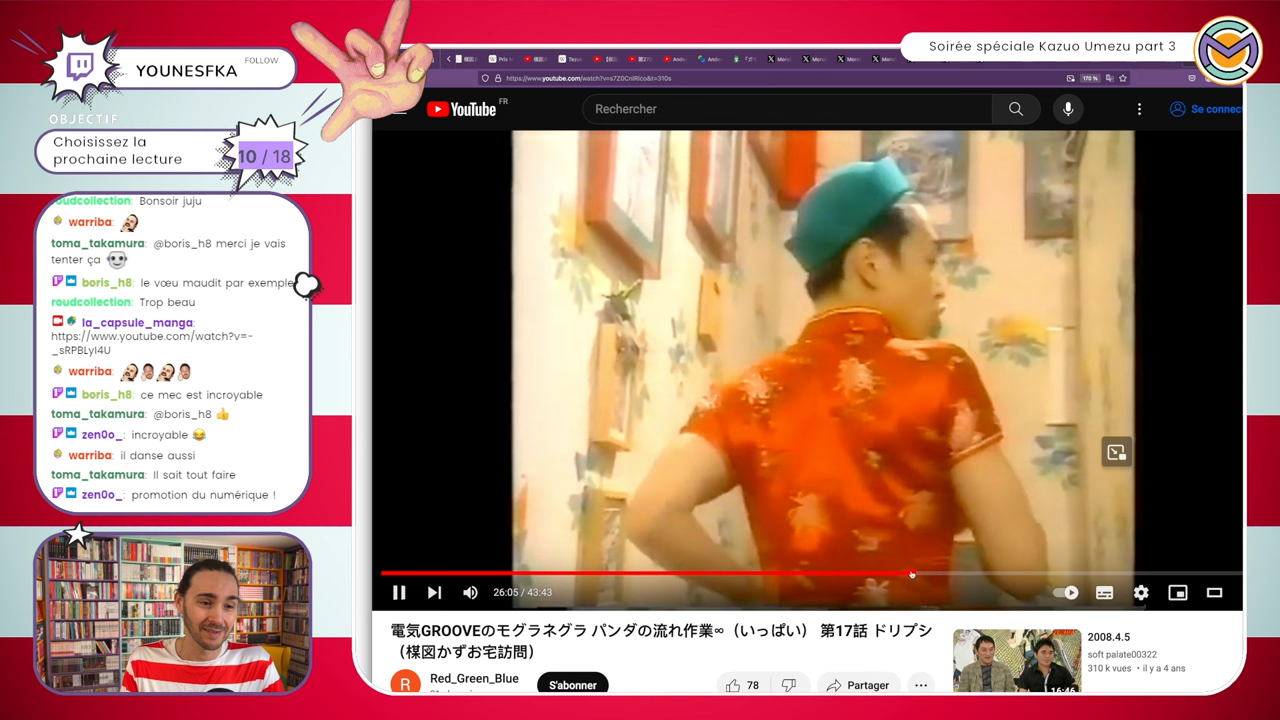 YOUNESFKA
FOLLOW
OBJECTIF
Choisissez la
prochaine lecture
10 / 18
roudcollection: Bonsoir juju
warriba:
toma_takamura: @boris_h8 merci je vais
tenter ça
boris_h8: le vœu maudit par exemple
roudcollection: Trop beau
la_capsule_manga:
https://www.youtube.com/watch?v=-
_sRPBLyI4U
warriba:
boris_h8: ce mec est incroyable
toma_takamura: @boris_h8
zen0o_: incroyable
warriba: il danse aussi
toma_takamura: Il sait tout faire
zen0o_: promotion du numérique !
Soirée spéciale Kazuo Umezu part 3
170 %
YouTube FR
Rechercher
Se connect
26:05 / 43:43
電気GROOVEのモグラネグラ パンダの流れ作業∞（いっぱい） 第17話 ドリプシ
（楳図かずお宅訪問）
R
Red_Green_Blue
S'abonner
78
Partager
2008.4.5
soft palate00322
310 k vues • il y a 4 ans
16:46